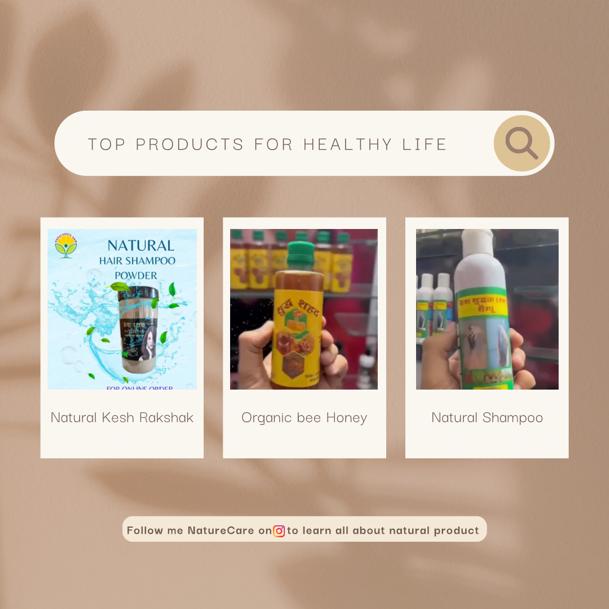 TOP PRODUCTS FOR HEALTHY LIFE
NATURAL
HAIR SHAMPOO
POWDER
FOR ONLINE ORDER
शुद्ध शहद
Natural Kesh Rakshak
Organic bee Honey
Natural Shampoo
Follow me NatureCare on to learn all about natural product